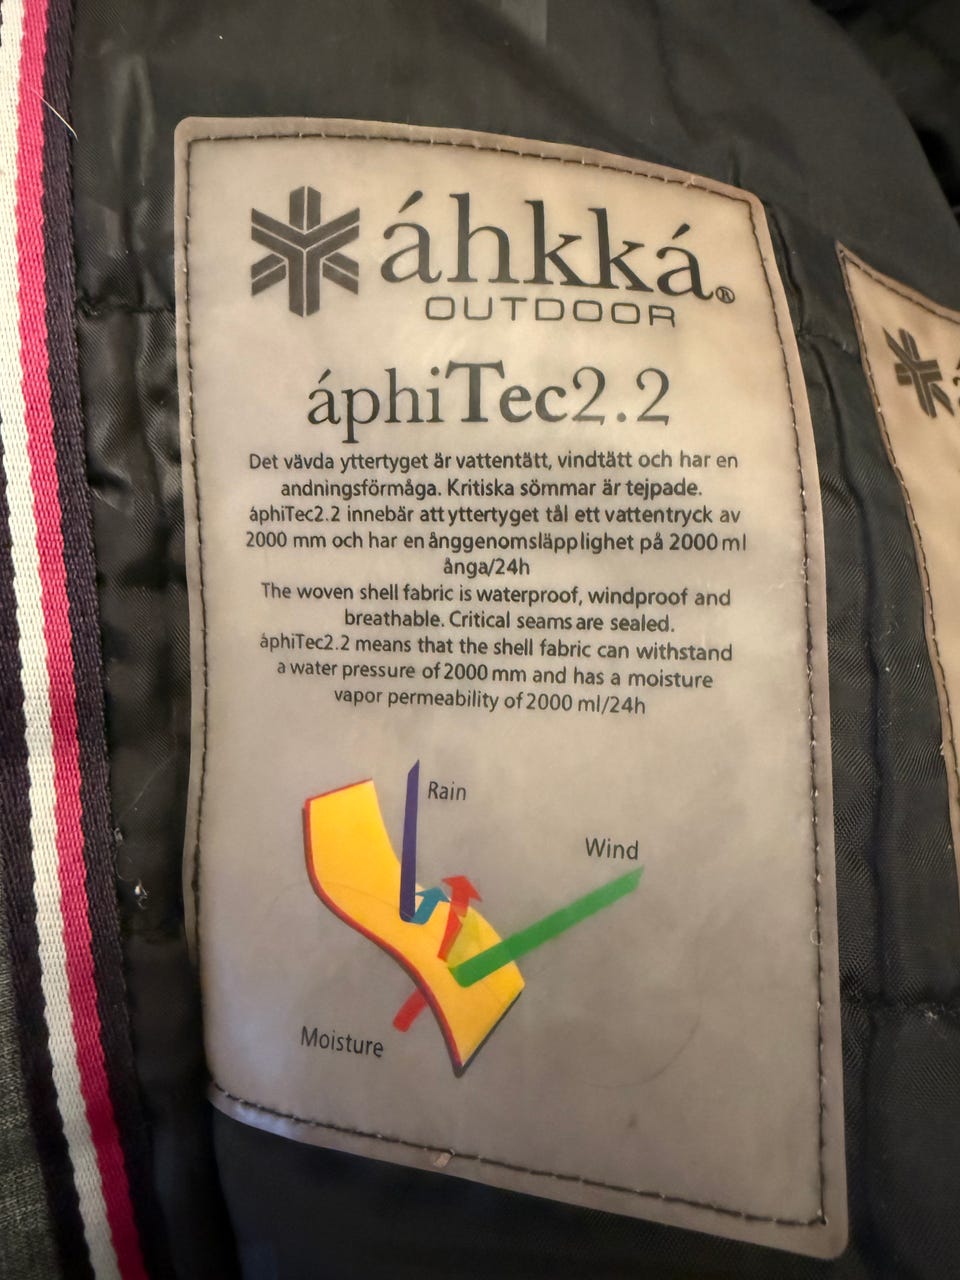 áhkká®
OUTDOOR
áphiTec2.2
Det vävda yttertyget är vattentätt, vindtätt och har en
andningsförmåga. Kritiska sömmar är tejpade.
áphiTec2.2 innebär att yttertyget tål ett vattentryck av
2000 mm och har en ånggenomsläpplighet på 2000 ml
ånga/24h
The woven shell fabric is waterproof, windproof and
breathable. Critical seams are sealed.
áphiTec2.2 means that the shell fabric can withstand
a water pressure of 2000 mm and has a moisture
vapor permeability of 2000 ml/24h
Rain
Wind
Moisture